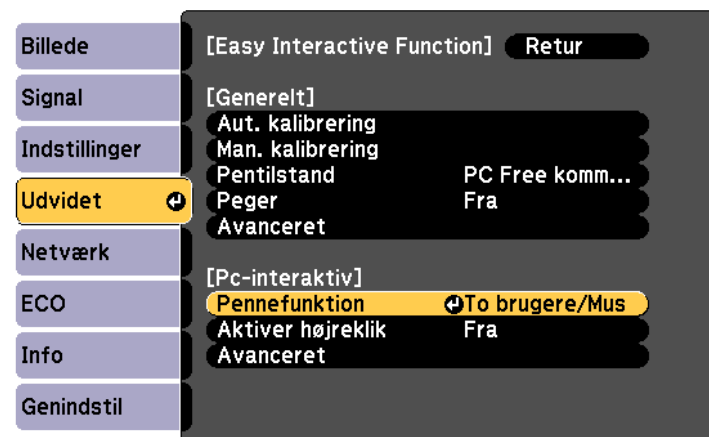 Billede
Signal
Indstillinger
Udvidet
Netværk
ECO
Info
Genindstil
[Easy Interactive Function] Retur
[Generelt]
Aut. kalibrering
Man. kalibrering
Pentilstand PC Free komm...
Peger Fra
Avanceret
[Pc-interaktiv]
Pennefunktion To brugere/Mus
Aktiver højreklik Fra
Avanceret